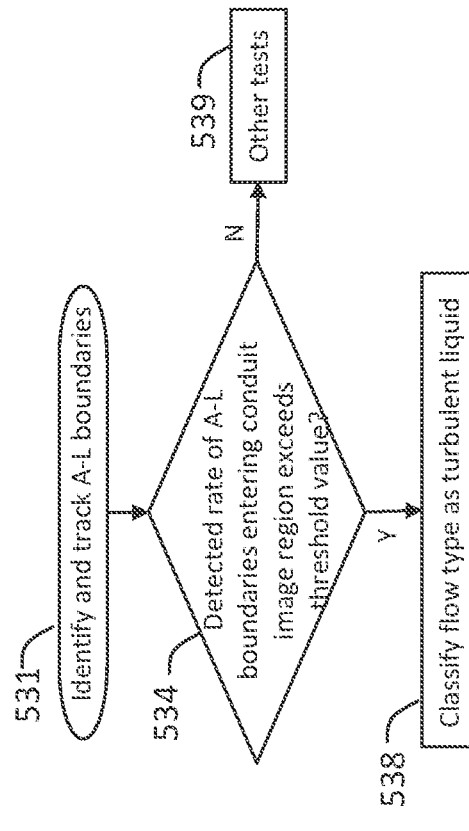 531
Identify and track A-L boundaries
534
Detected rate of A-L
boundaries entering conduit
image region exceeds
threshold value?
N
539
Other tests
Y
538
Classify flow type as turbulent liquid